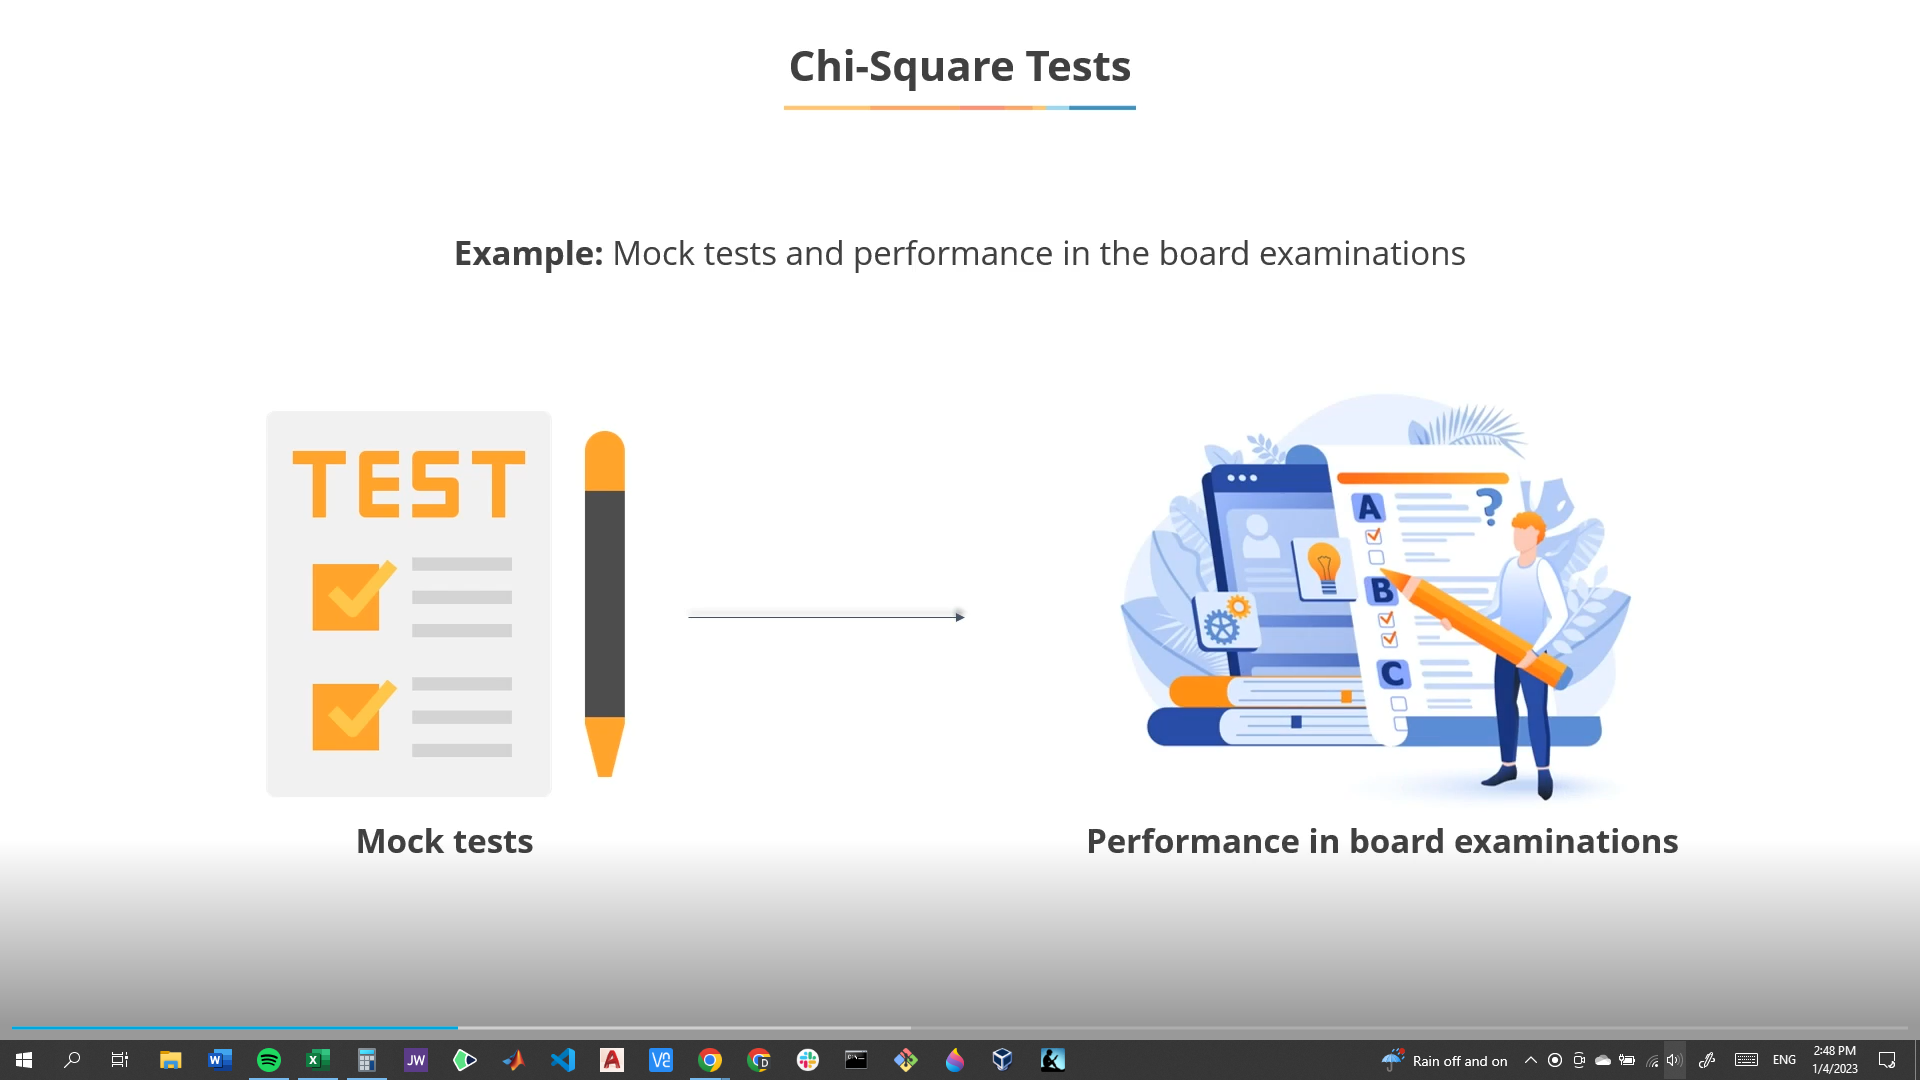 Chi-Square Tests
Example: Mock tests and performance in the board examinations
TEST
A
?
B
C
Mock tests
Performance in board examinations
W
X
JW
A
V2
D
Rain off and on
ENG
2:48 PM
1/4/2023